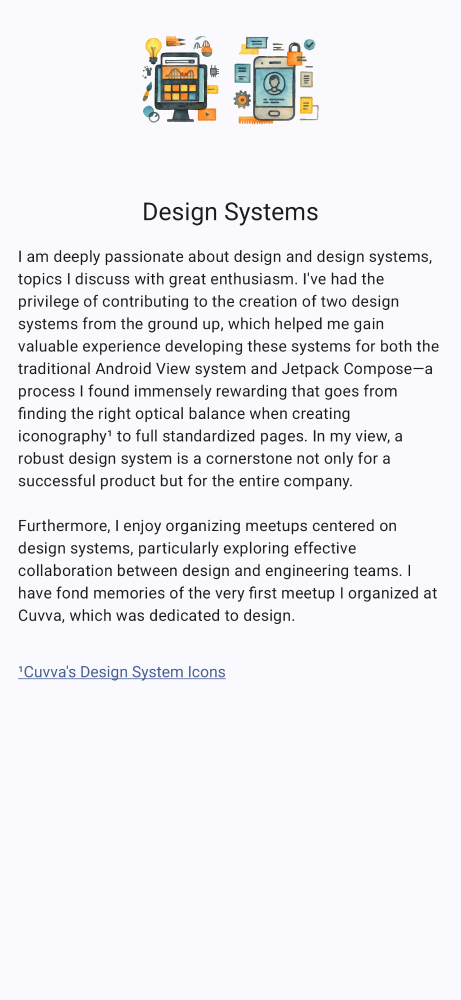 Design Systems
I am deeply passionate about design and design systems,
topics I discuss with great enthusiasm. I've had the
privilege of contributing to the creation of two design
systems from the ground up, which helped me gain
valuable experience developing these systems for both the
traditional Android View system and Jetpack Compose—a
process I found immensely rewarding that goes from
finding the right optical balance when creating
iconography¹ to full standardized pages. In my view, a
robust design system is a cornerstone not only for a
successful product but for the entire company.
Furthermore, I enjoy organizing meetups centered on
design systems, particularly exploring effective
collaboration between design and engineering teams. I
have fond memories of the very first meetup I organized at
Cuvva, which was dedicated to design.
¹Cuvva's Design System Icons